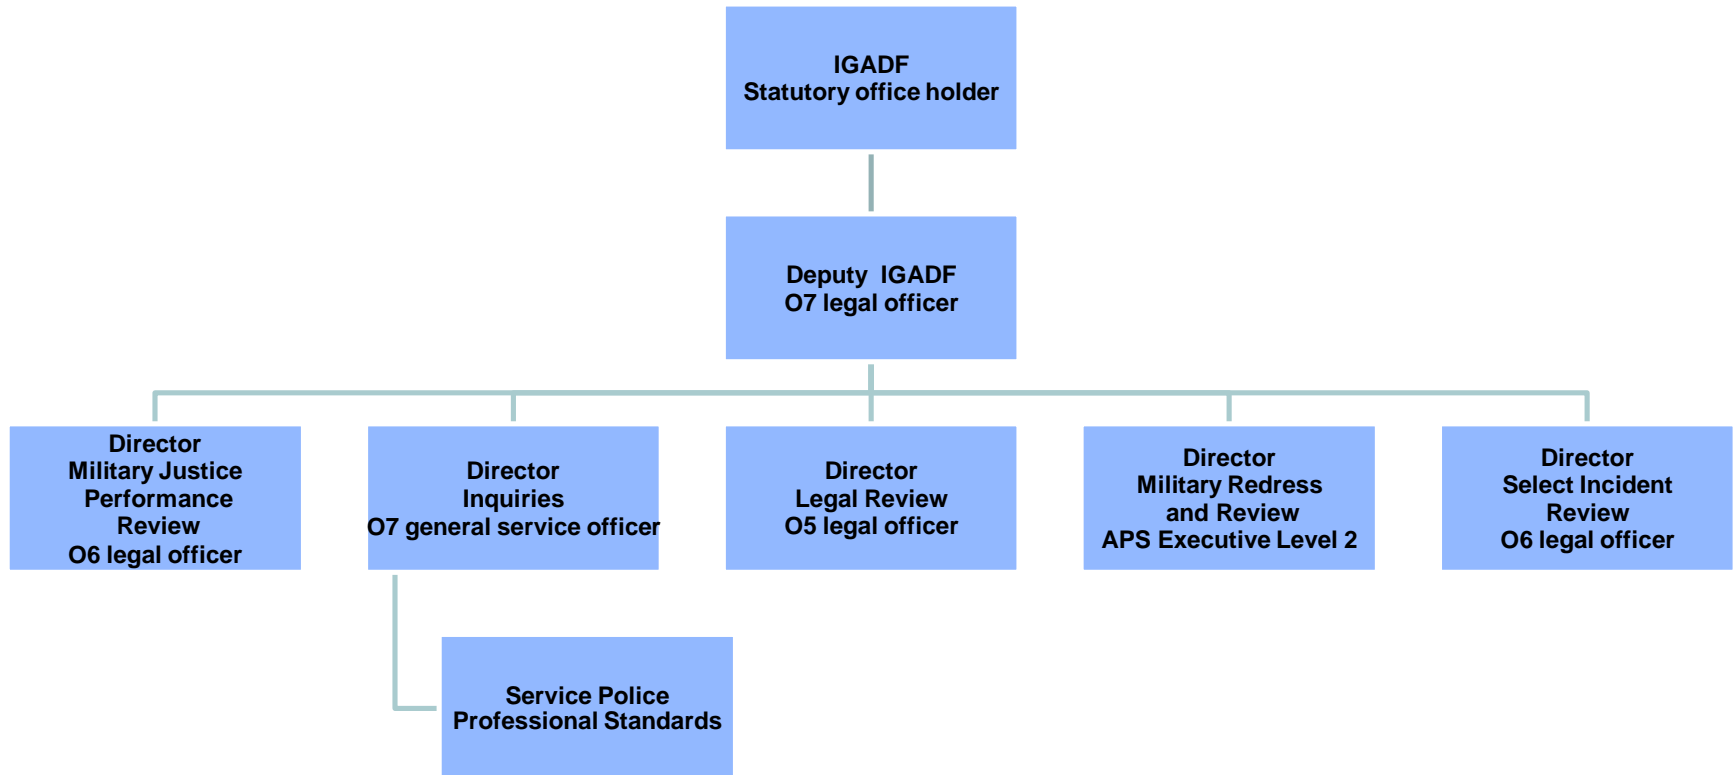 IGADF
Statutory office holder
Deputy IGADF
O7 legal officer
Director
Military Justice
Performance
Review
O6 legal officer
Director
Inquiries
O7 general service officer
Director
Legal Review
O5 legal officer
Director
Military Redress
and Review
APS Executive Level 2
Director
Select Incident
Review
O6 legal officer
Service Police
Professional Standards